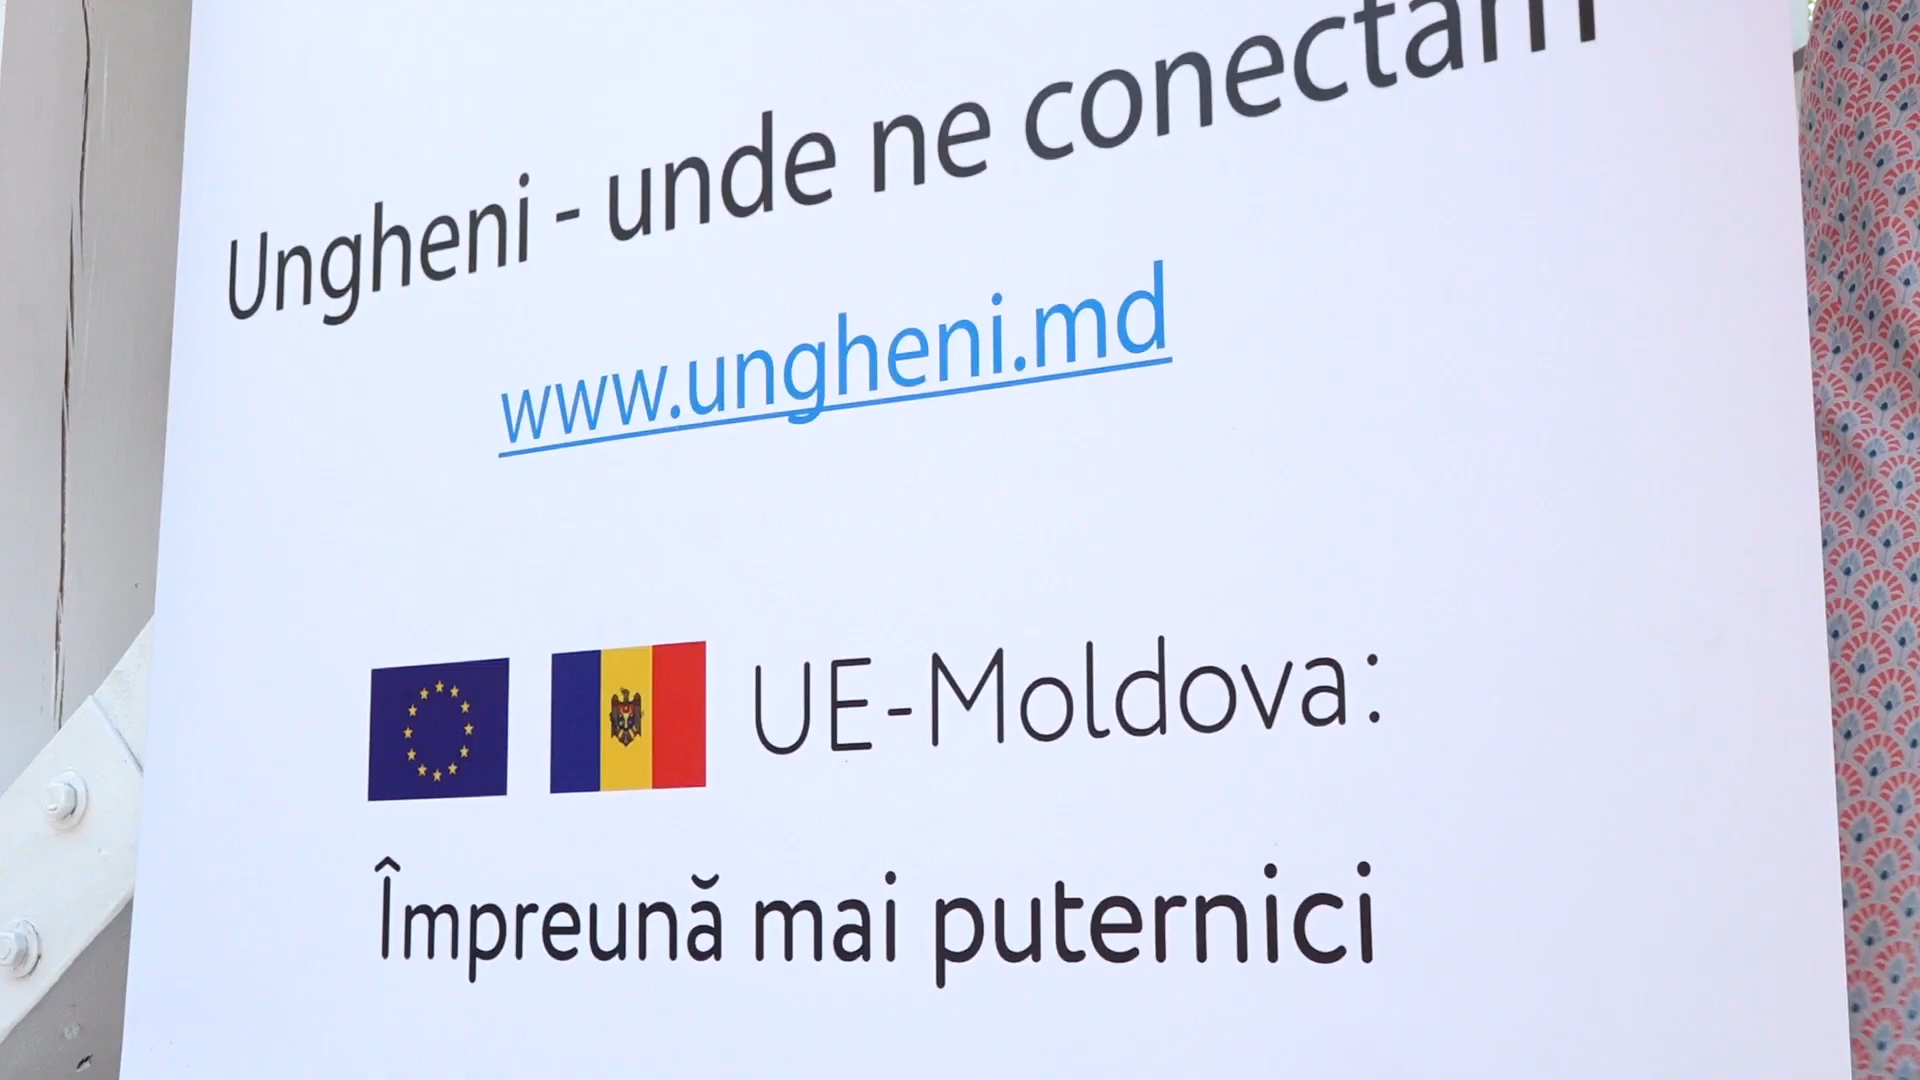 Ungheni - unde ne conectăm
www.ungheni.md
UE-Moldova:
Împreună mai puternici